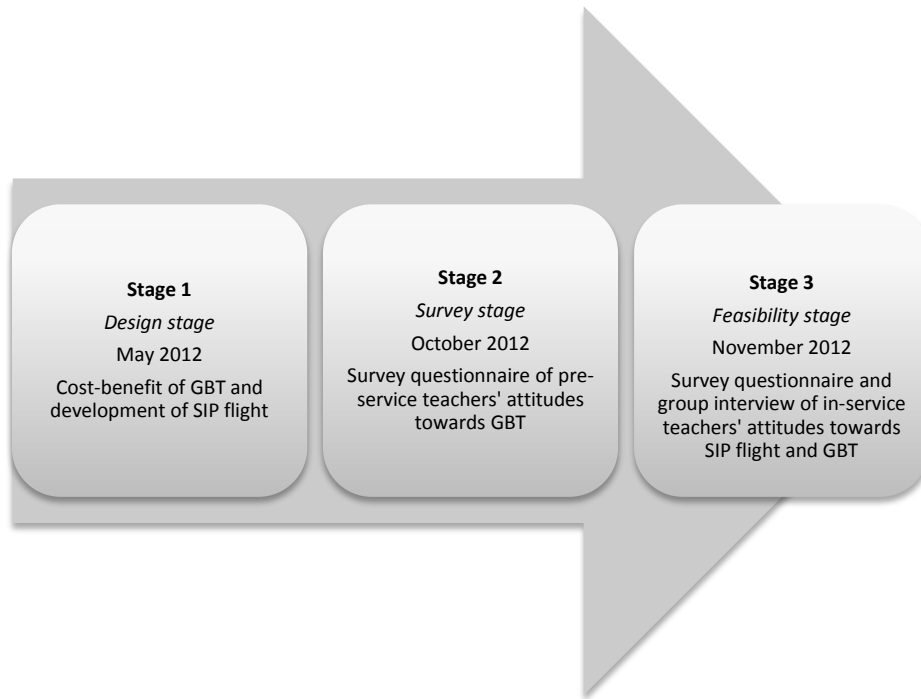 Stage 1
Design stage
May 2012
Cost-benefit of GBT and
development of SIP flight
Stage 2
Survey stage
October 2012
Survey questionnaire of pre-
service teachers' attitudes
towards GBT
Stage 3
Feasibility stage
November 2012
Survey questionnaire and
group interview of in-service
teachers' attitudes towards
SIP flight and GBT